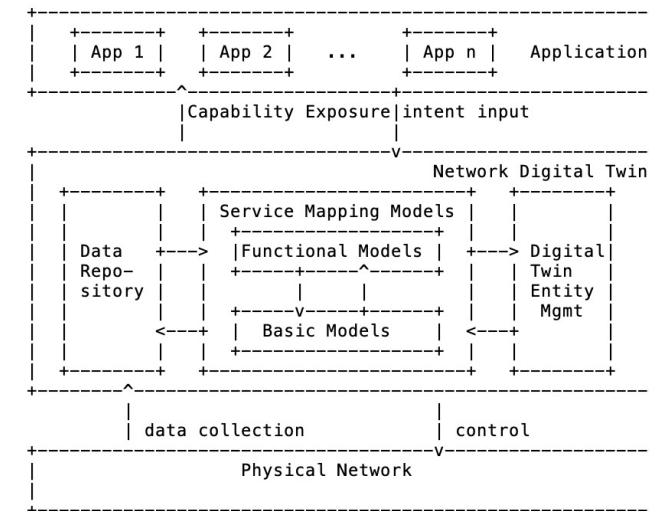 App 1 App 2 ... App n Application
Capability Exposure intent input
Network Digital Twin
Service Mapping Models
Data Functional Models Digital
Repo- Twin
sitory Entity
Mgmt
Basic Models
data collection control
Physical Network